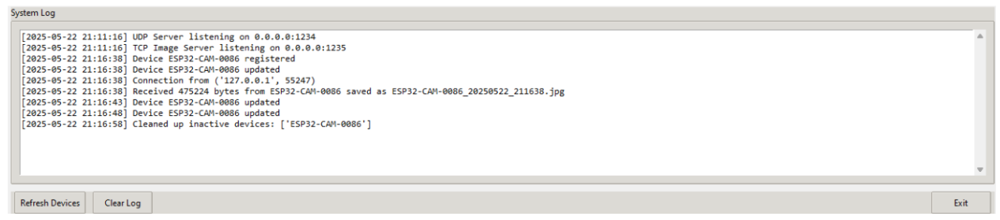 System Log
[2025-05-22 21:11:16] UDP Server listening on 0.0.0.0:1234
[2025-05-22 21:11:16] TCP Image Server listening on 0.0.0.0:1235
[2025-05-22 21:16:38] Device ESP32-CAM-0086 registered
[2025-05-22 21:16:38] Device ESP32-CAM-0086 updated
[2025-05-22 21:16:38] Connection from ('127.0.0.1', 55247)
[2025-05-22 21:16:38] Received 475224 bytes from ESP32-CAM-0086 saved as ESP32-CAM-0086_20250522_211638.jpg
[2025-05-22 21:16:43] Device ESP32-CAM-0086 updated
[2025-05-22 21:16:48] Device ESP32-CAM-0086 updated
[2025-05-22 21:16:58] Cleaned up inactive devices: ['ESP32-CAM-0086']
Refresh Devices Clear Log Exit